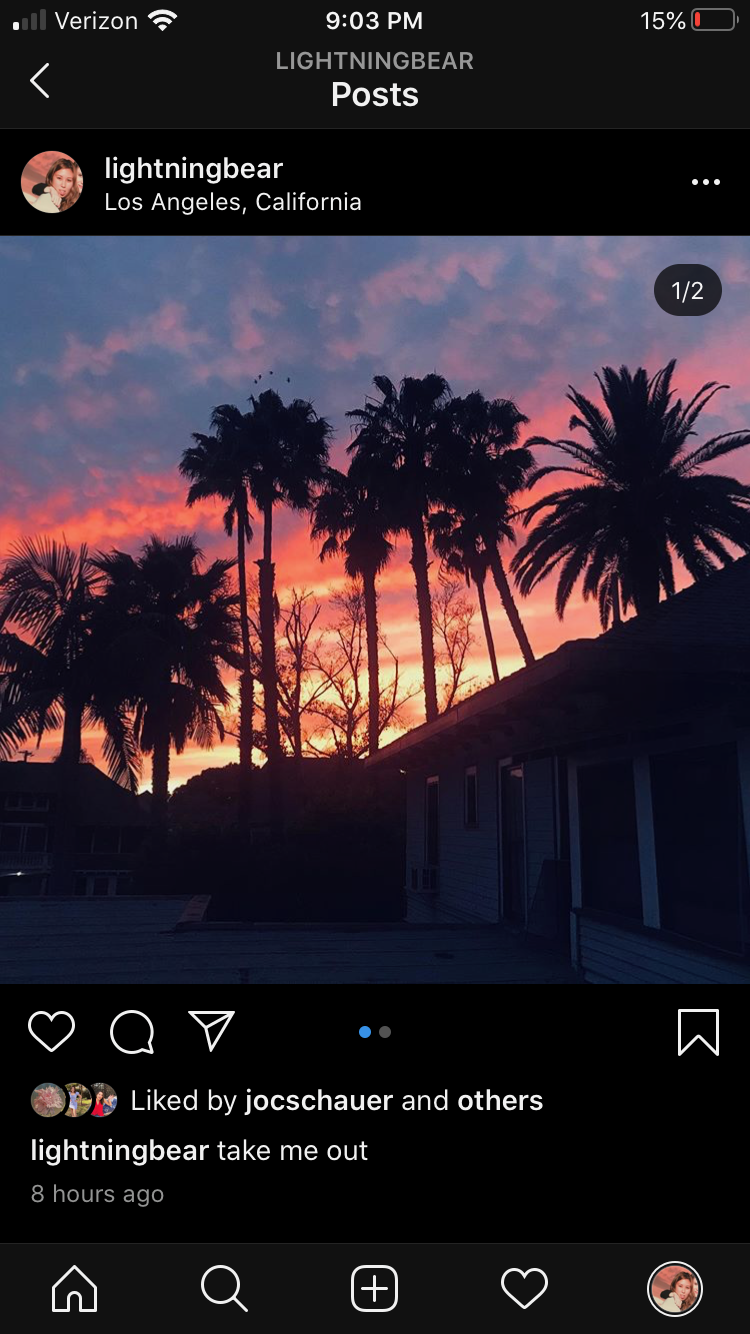 Verizon 9:03 PM 15%
LIGHTNINGBEAR
Posts
lightningbear
Los Angeles, California
1/2
Liked by jocschauer and others
lightningbear take me out
8 hours ago